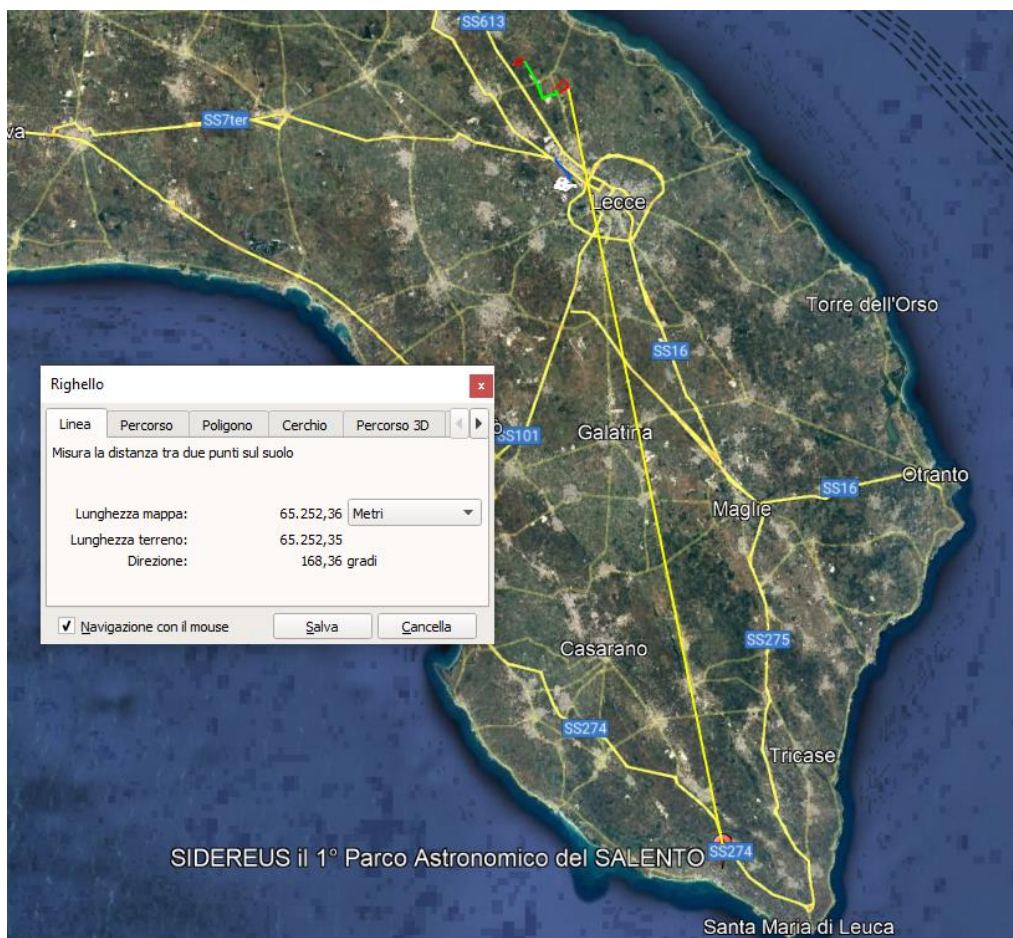 SS613
SS7ter
va
Lecce
Torre dell'Orso
SS16
Righello
x
Linea
Percorso
Poligono
Cerchio
Percorso 3D
Misura la distanza tra due punti sul suolo
Lunghezza mappa: 65.252,36 Metri
Lunghezza terreno: 65.252,35
Direzione: 168,36 gradi
Navigazione con il mouse
Salva
Cancella
ò
SS101
Galatina
Otranto
SS16
Maglie
SS275
Casarano
SS274
Tricase
SIDEREUS il 1° Parco Astronomico del SALENTO
SS274
Santa Maria di Leuca